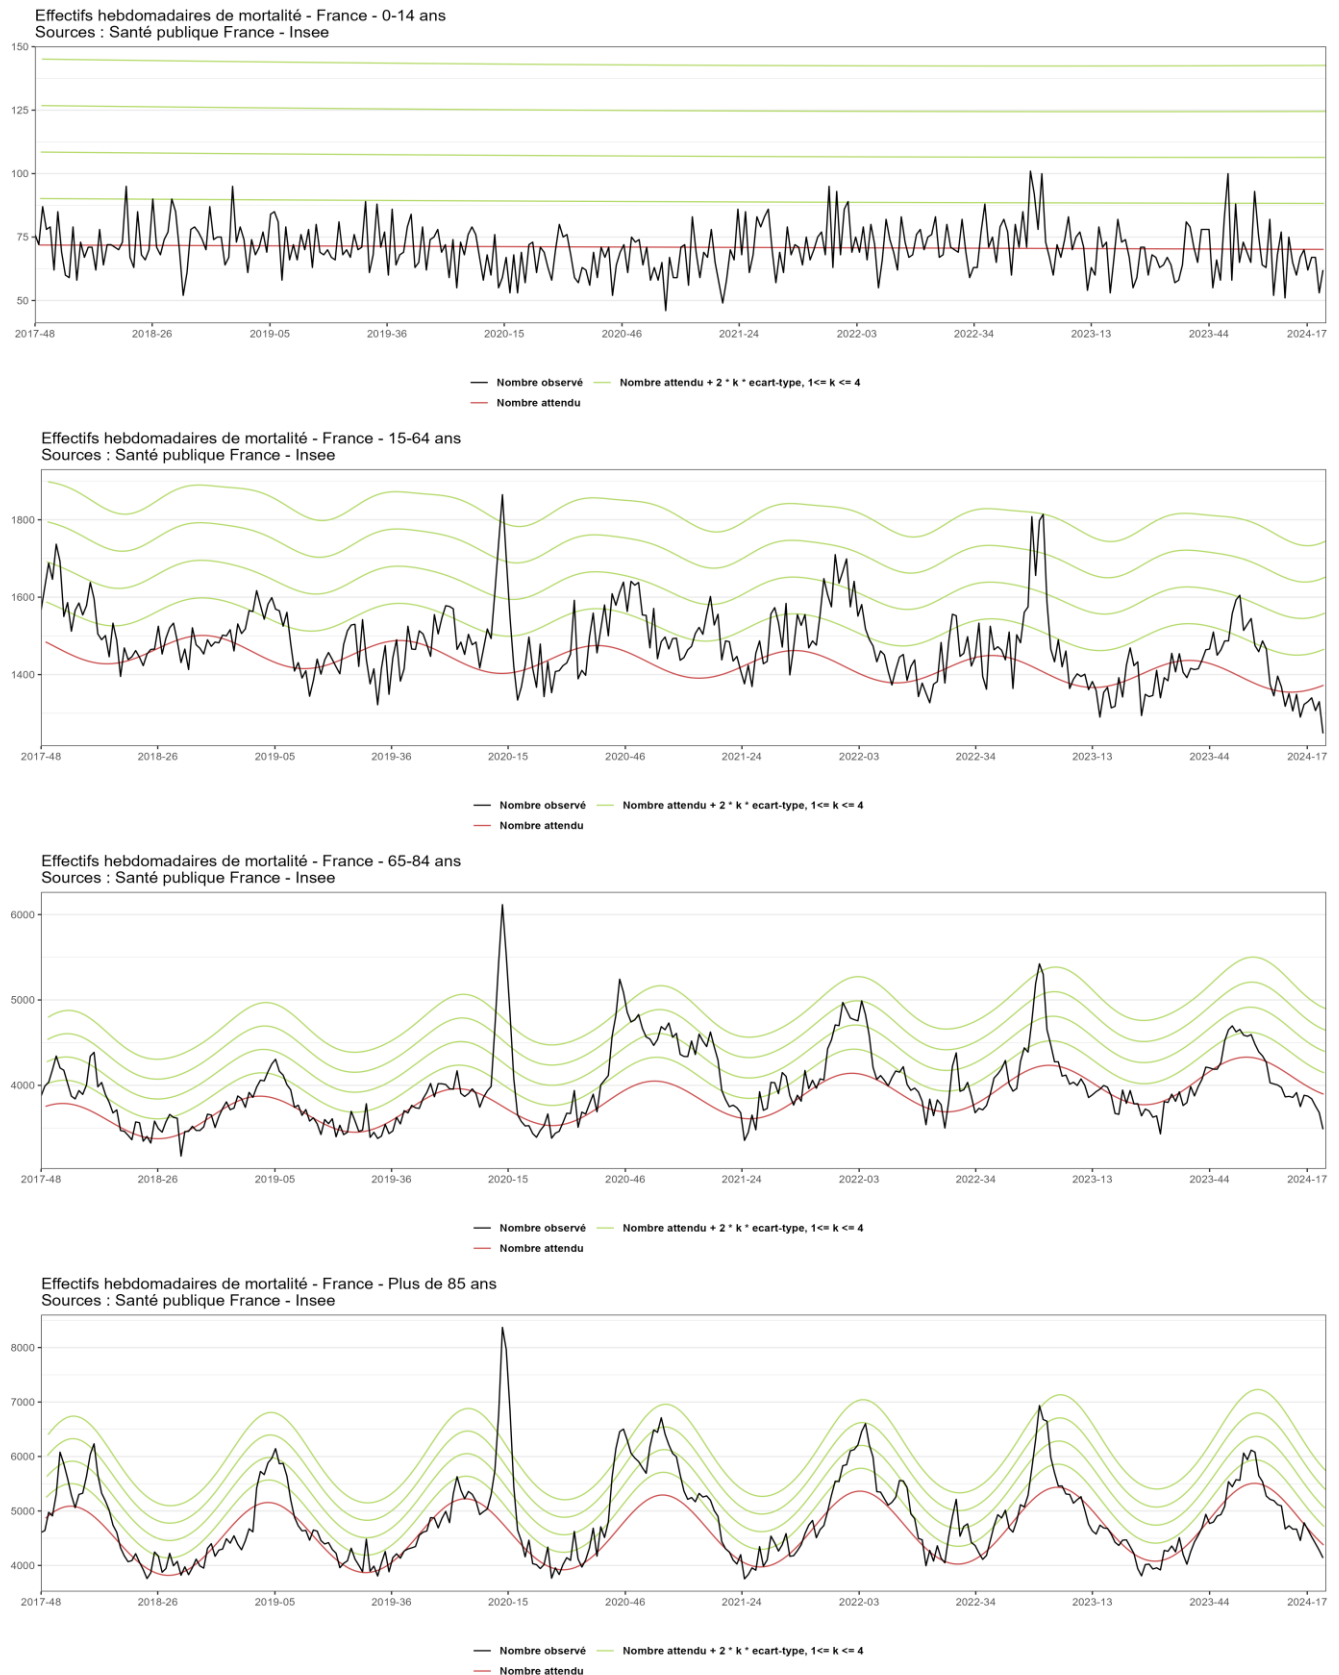 Effectifs hebdomadaires de mortalité - France - 0-14 ans
Sources : Santé publique France - Insee
150
125
100
75
50
2017-48 2018-26 2019-05 2019-36 2020-15 2020-46 2021-24 2022-03 2022-34 2023-13 2023-44 2024-17
Nombre observé Nombre attendu + 2 * k * ecart-type, 1<= k <= 4
Nombre attendu
Effectifs hebdomadaires de mortalité - France - 15-64 ans
Sources : Santé publique France - Insee
1800
1600
1400
2017-48 2018-26 2019-05 2019-36 2020-15 2020-46 2021-24 2022-03 2022-34 2023-13 2023-44 2024-17
Nombre observé Nombre attendu + 2 * k * ecart-type, 1<= k <= 4
Nombre attendu
Effectifs hebdomadaires de mortalité - France - 65-84 ans
Sources : Santé publique France - Insee
6000
5000
4000
2017-48 2018-26 2019-05 2019-36 2020-15 2020-46 2021-24 2022-03 2022-34 2023-13 2023-44 2024-17
Nombre observé Nombre attendu + 2 * k * ecart-type, 1<= k <= 4
Nombre attendu
Effectifs hebdomadaires de mortalité - France - Plus de 85 ans
Sources : Santé publique France - Insee
8000
7000
6000
5000
4000
2017-48 2018-26 2019-05 2019-36 2020-15 2020-46 2021-24 2022-03 2022-34 2023-13 2023-44 2024-17
Nombre observé Nombre attendu + 2 * k * ecart-type, 1<= k <= 4
Nombre attendu